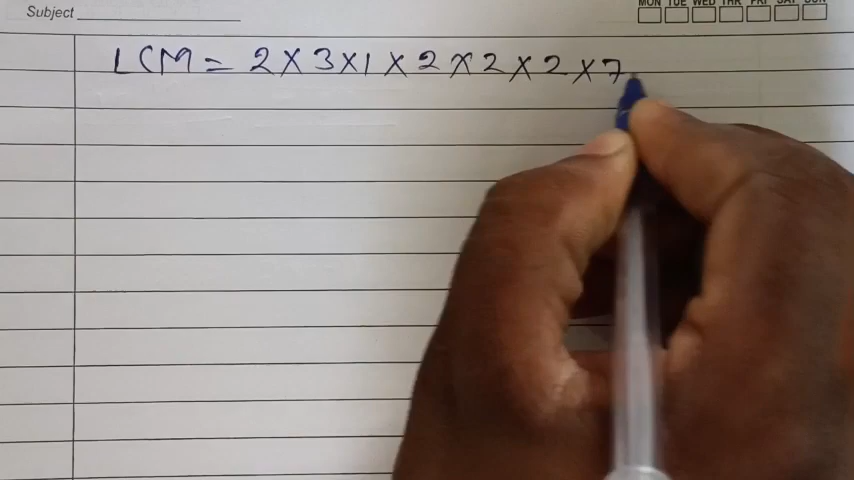 Subject
MON TUE WED THR FRI SAT SUN
LCM = 2 X 3 X 1 X 2 X 2 X 2 X 7